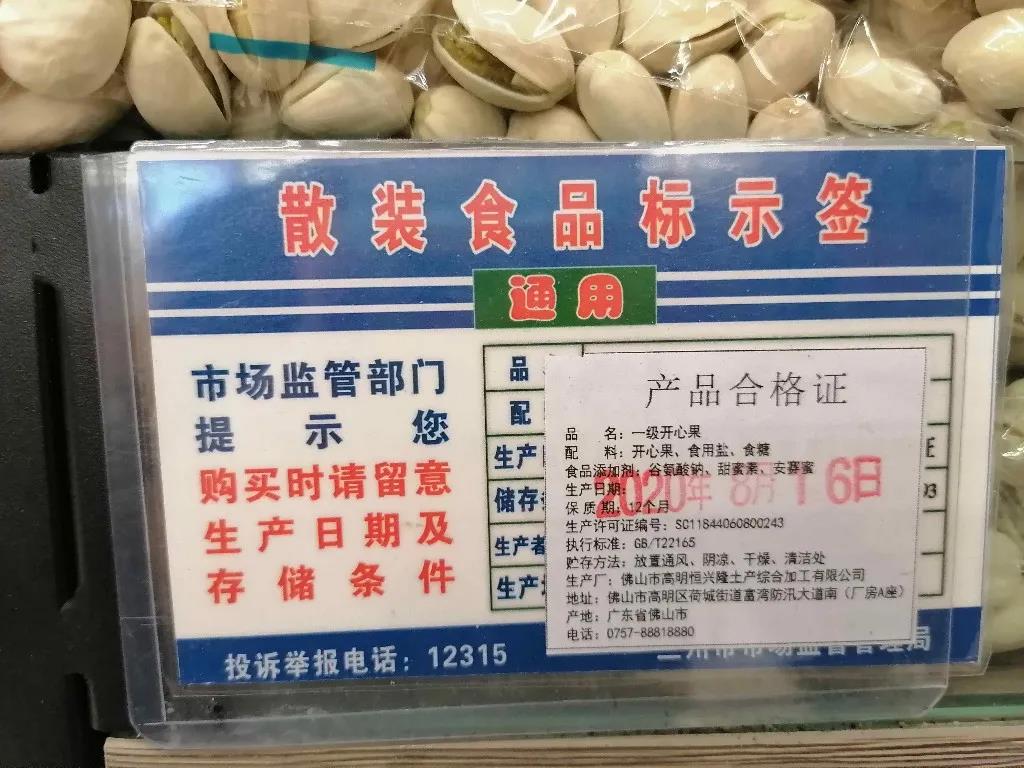 散装食品标示签
通用
市场监管部门
提示您
购买时请留意
生产日期及
存储条件
品
配
生产
储存
生产者
生产
产品合格证
品 名：一级开心果
配 料：开心果、食用盐、食糖
食品添加剂：谷氨酸钠、甜蜜素、安赛蜜
生产日期：
2020年 8月 16日
保质期：12个月
生产许可证编号：SC11844060800243
执行标准：GB/T22165
贮存方法：放置通风、阴凉、干燥、清洁处
生产厂：佛山市高明恒兴隆土产综合加工有限公司
地址：佛山市高明区荷城街道富湾防汛大道南（厂房A座）
产地：广东省佛山市
电话：0757-88818880
投诉举报电话：12315
兰州市市场监督管理局